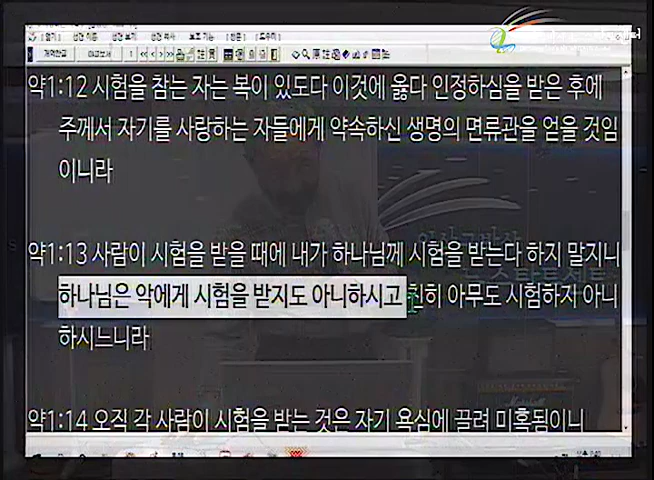 약1:12 시험을 참는 자는 복이 있도다 이것에 옳다 인정하심을 받은 후에
주께서 자기를 사랑하는 자들에게 약속하신 생명의 면류관을 얻을 것임
이니라
약1:13 사람이 시험을 받을 때에 내가 하나님께 시험을 받는다 하지 말지니
하나님은 악에게 시험을 받지도 아니하시고 친히 아무도 시험하지 아니
하시느니라
약1:14 오직 각 사람이 시험을 받는 것은 자기 욕심에 끌려 미혹됨이니